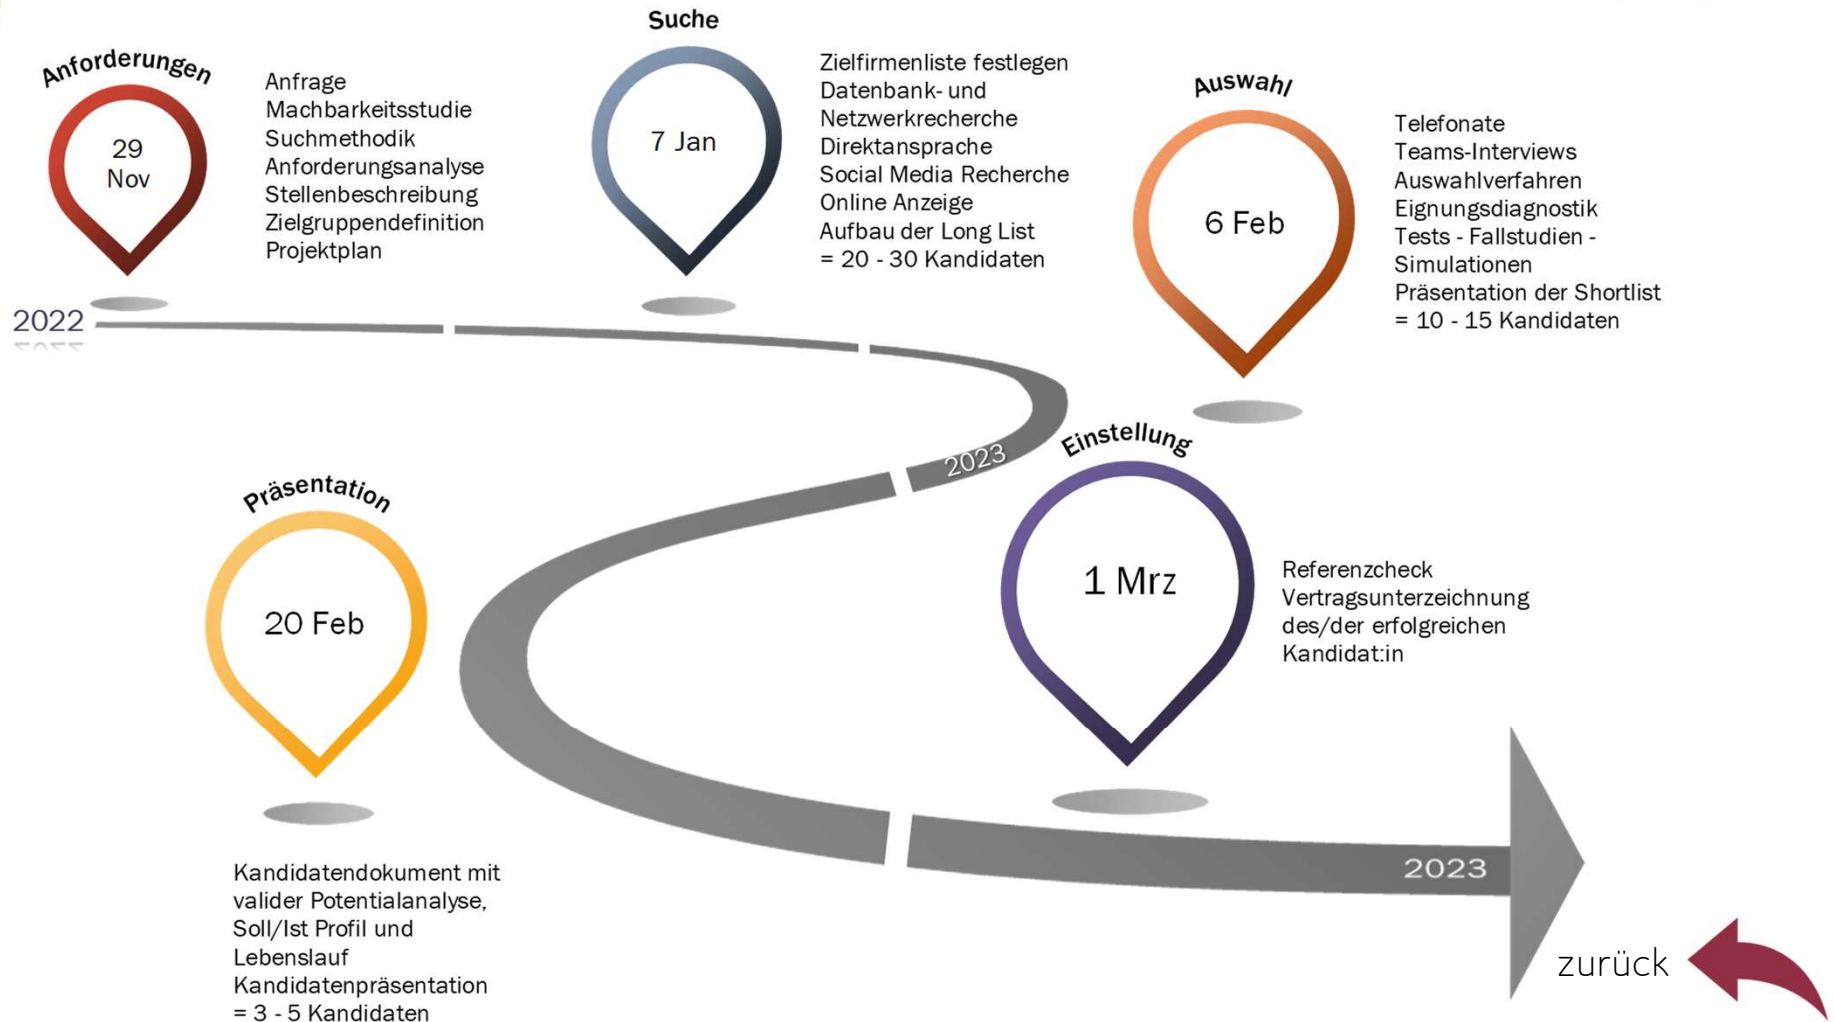 Anforderungen
29
Nov
Anfrage
Machbarkeitsstudie
Suchmethodik
Anforderungsanalyse
Stellenbeschreibung
Zielgruppendefinition
Projektplan
Suche
7 Jan
Zielfirmenliste festlegen
Datenbank- und
Netzwerkrecherche
Direktansprache
Social Media Recherche
Online Anzeige
Aufbau der Long List
= 20 - 30 Kandidaten
Auswahl
6 Feb
Telefonate
Teams-Interviews
Auswahlverfahren
Eignungsdiagnostik
Tests - Fallstudien -
Simulationen
Präsentation der Shortlist
= 10 - 15 Kandidaten
2022
2023
Präsentation
20 Feb
Kandidatendokument mit
valider Potentialanalyse,
Soll/Ist Profil und
Lebenslauf
Kandidatenpräsentation
= 3 - 5 Kandidaten
Einstellung
1 Mrz
Referenzcheck
Vertragsunterzeichnung
des/der erfolgreichen
Kandidat:in
2023
zurück